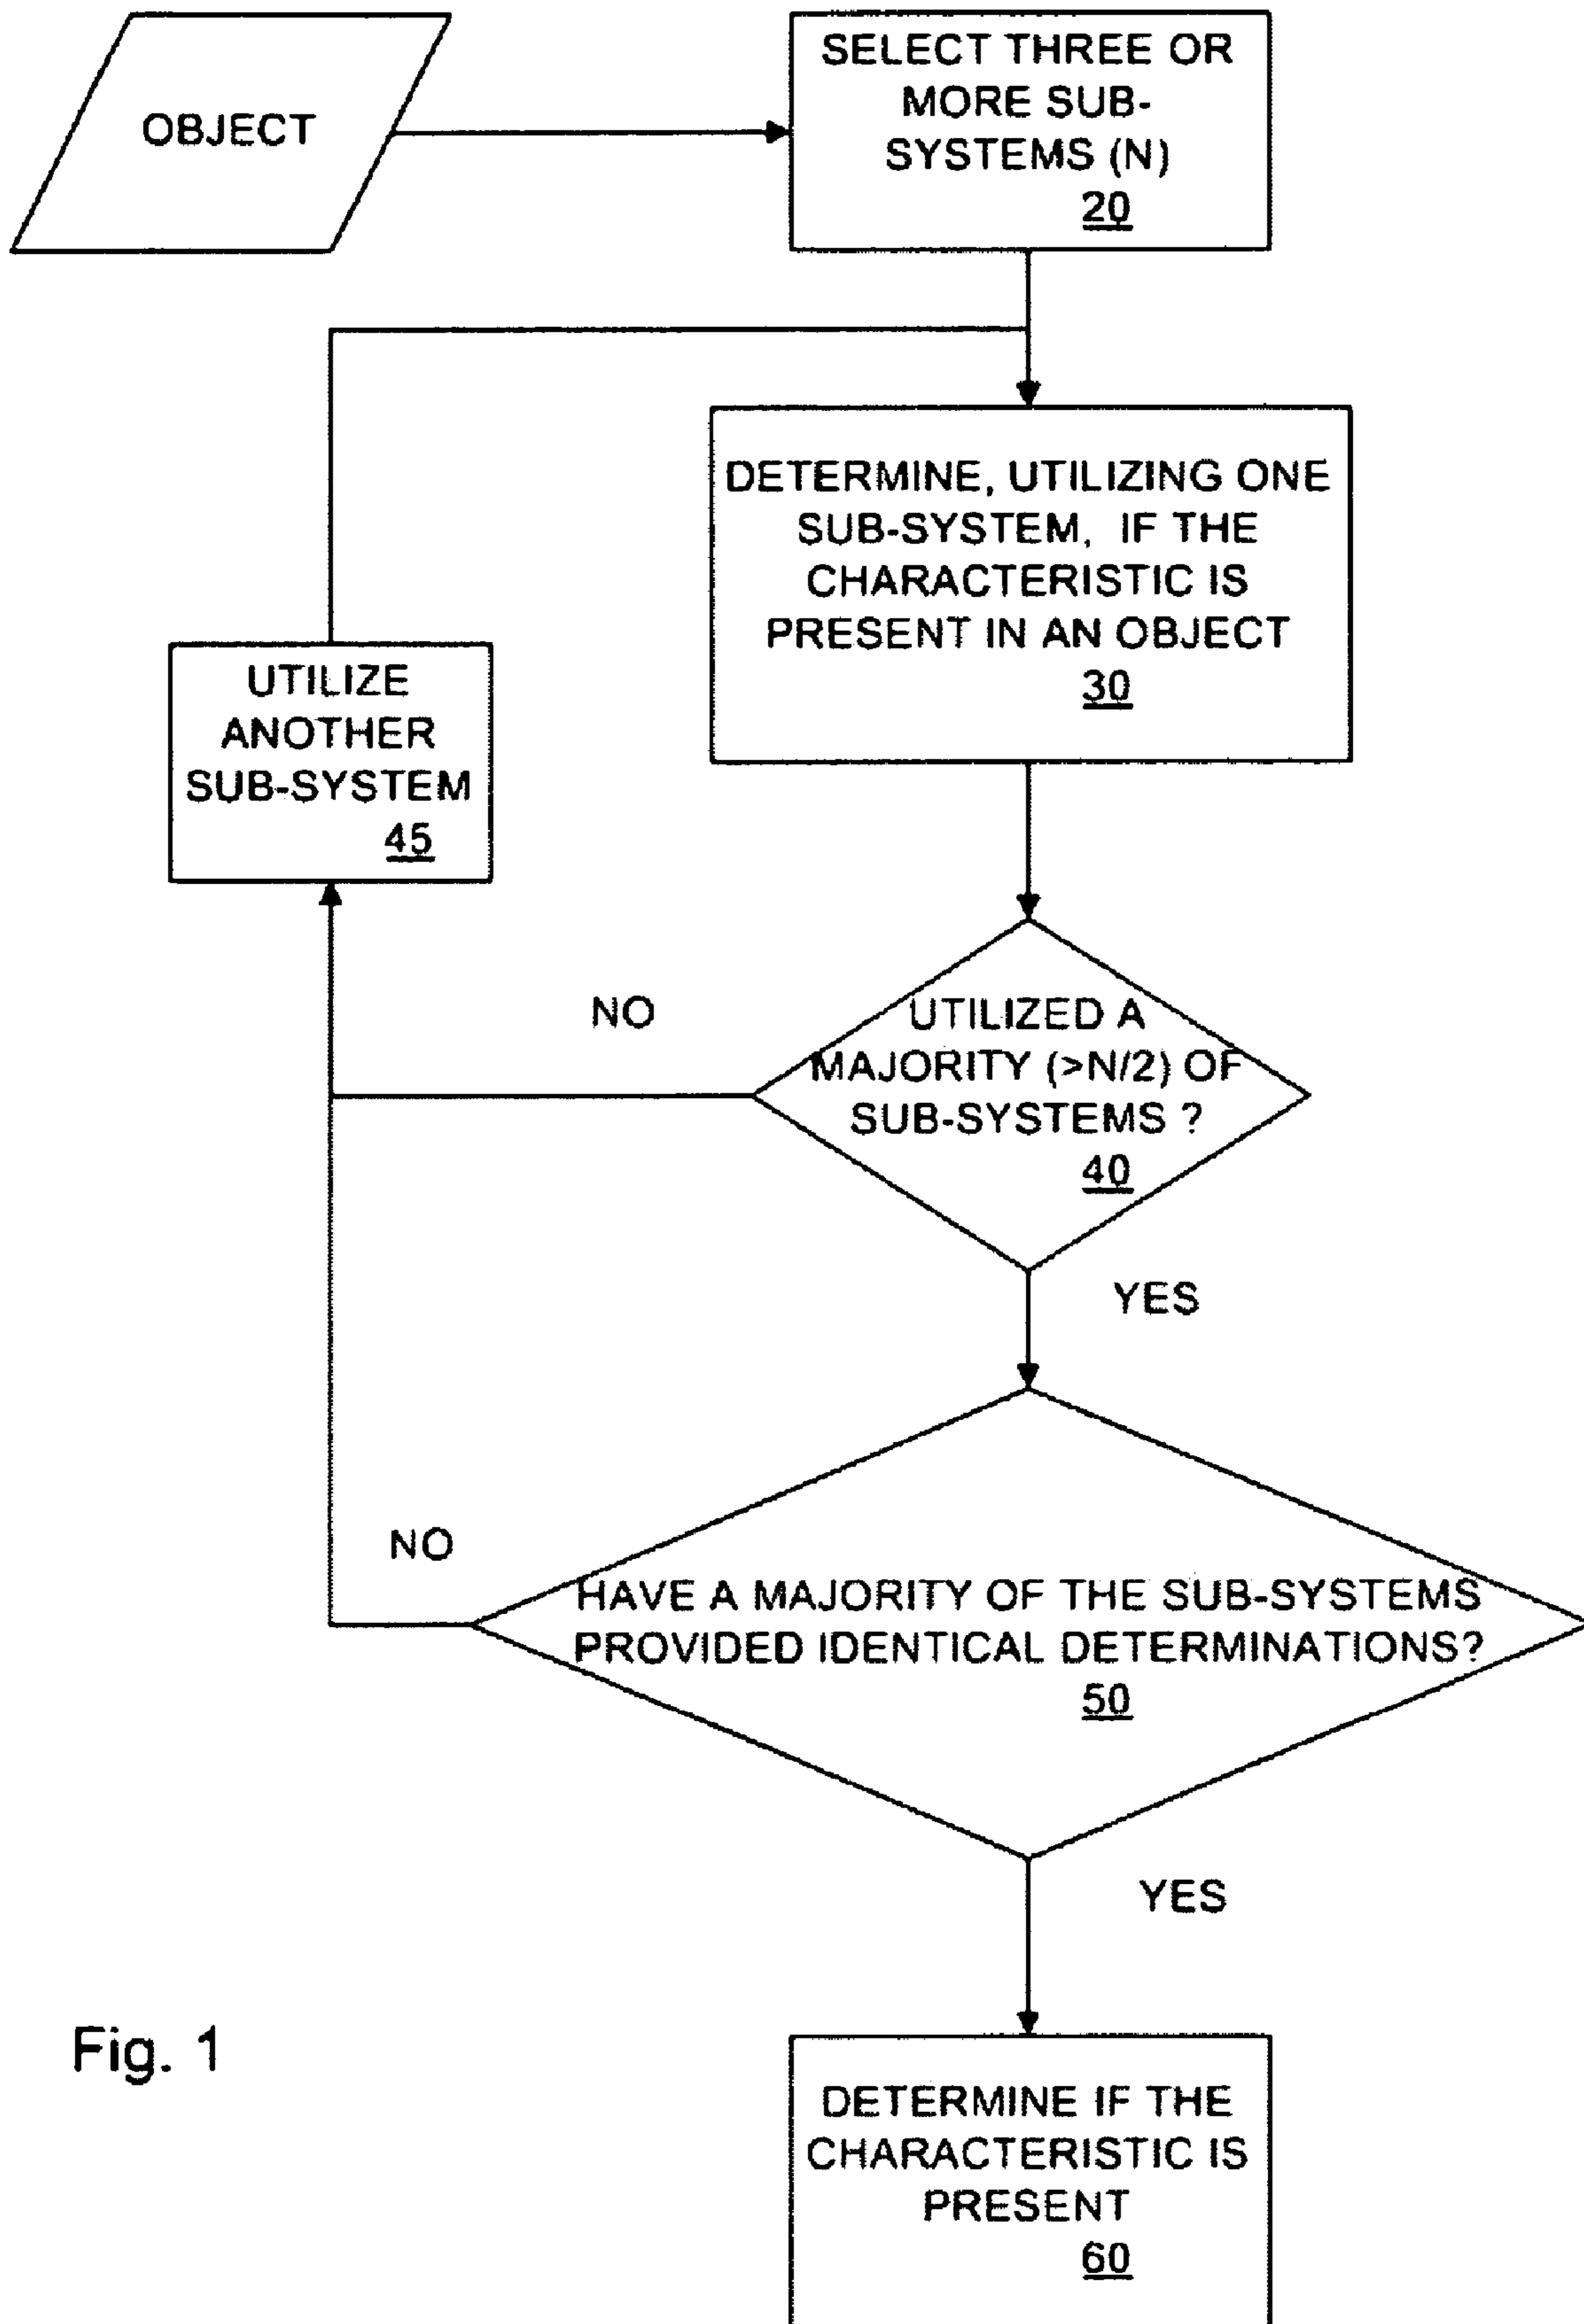 OBJECT
SELECT THREE OR
MORE SUB-
SYSTEMS (N)
20
DETERMINE, UTILIZING ONE
SUB-SYSTEM, IF THE
CHARACTERISTIC IS
PRESENT IN AN OBJECT
30
UTILIZE
ANOTHER
SUB-SYSTEM
45
NO
UTILIZED A
MAJORITY (>N/2) OF
SUB-SYSTEMS ?
40
YES
NO
HAVE A MAJORITY OF THE SUB-SYSTEMS
PROVIDED IDENTICAL DETERMINATIONS?
50
YES
Fig. 1
DETERMINE IF THE
CHARACTERISTIC IS
PRESENT
60